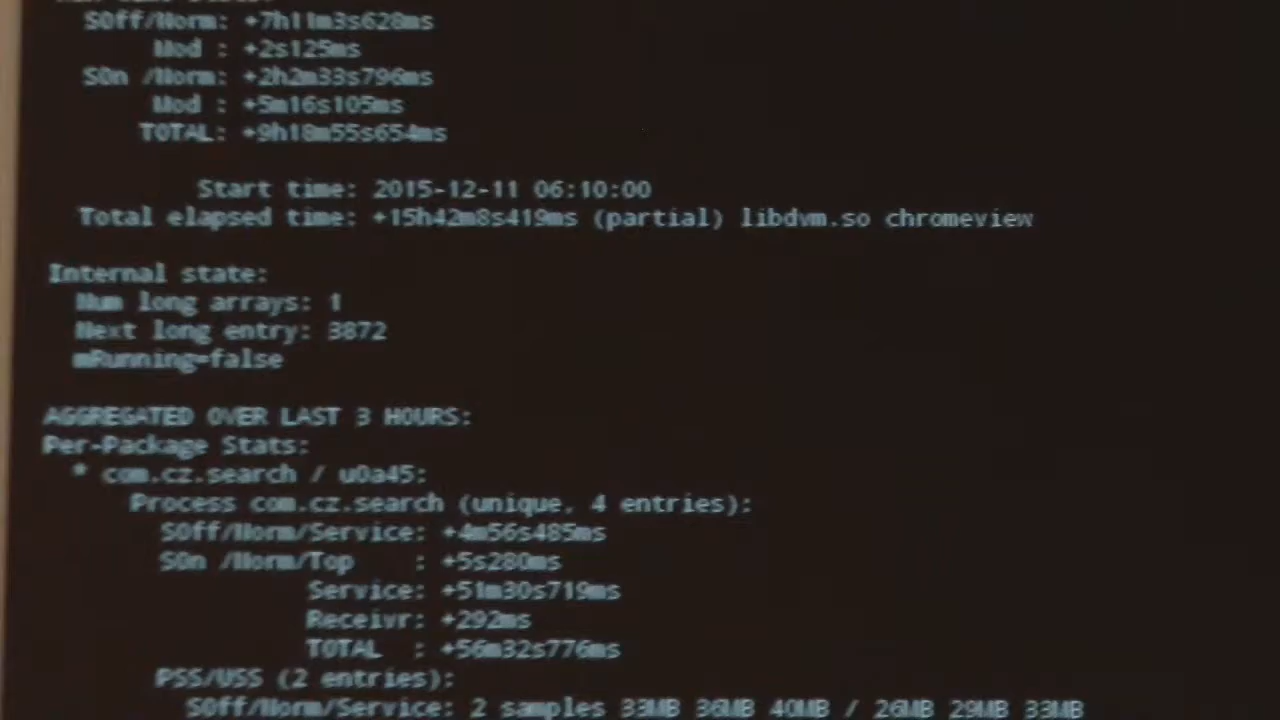 SOff/Norm: +7h11m3s628ms
Mod : +2s125ms
SOn /Norm: +2h2m33s796ms
Mod : +5m16s105ms
TOTAL: +9h18m55s654ms
Start time: 2015-12-11 06:10:00
Total elapsed time: +15h42m8s419ms (partial) libdvm.so chromeview
Internal state:
Num long arrays: 1
Next long entry: 3872
mRunning=false
AGGREGATED OVER LAST 3 HOURS:
Per-Package Stats:
* com.cz.search / u0a45:
Process com.cz.search (unique, 4 entries):
SOff/Norm/Service: +4m56s485ms
SOn /Norm/Top : +5s280ms
Service: +51m30s719ms
Receivr: +292ms
TOTAL : +56m32s776ms
PSS/USS (2 entries):
SOff/Norm/Service: 2 samples 33MB 36MB 40MB / 26MB 29MB 33MB